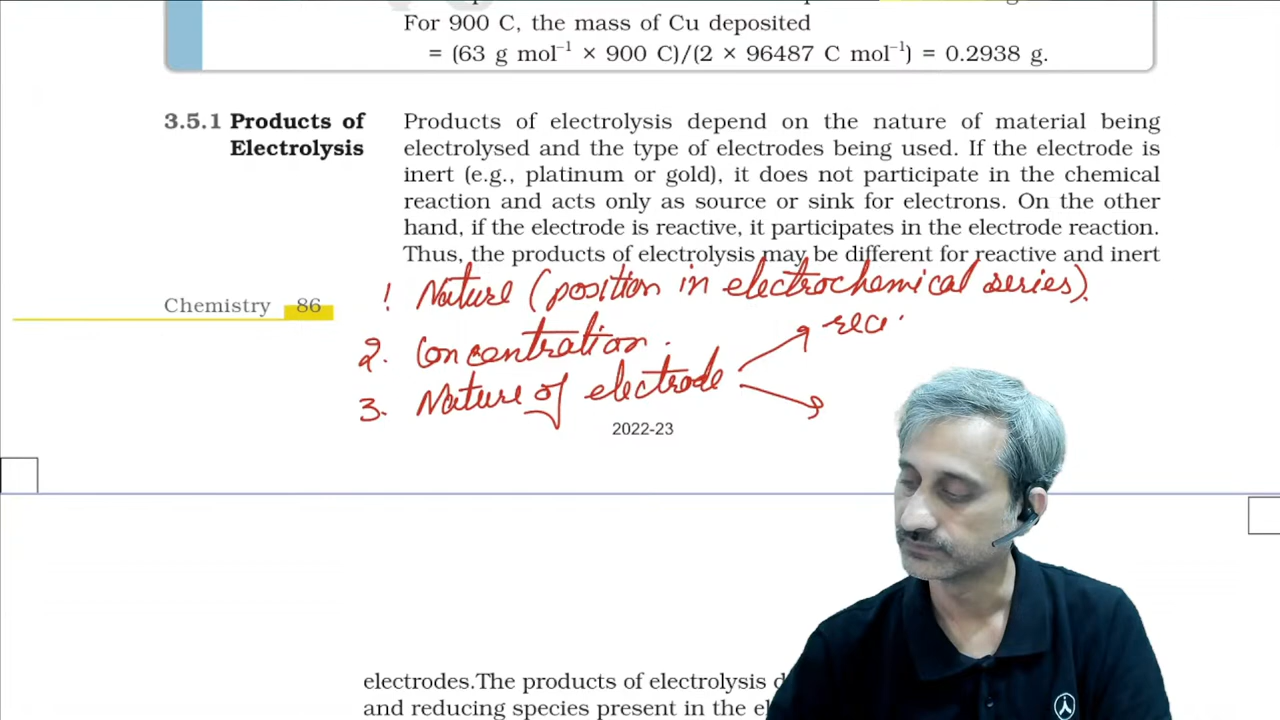 For 900 C, the mass of Cu deposited
= (63 g mol⁻¹ × 900 C)/(2 × 96487 C mol⁻¹) = 0.2938 g.
3.5.1 Products of Electrolysis
Products of electrolysis depend on the nature of material being
electrolysed and the type of electrodes being used. If the electrode is
inert (e.g., platinum or gold), it does not participate in the chemical
reaction and acts only as source or sink for electrons. On the other
hand, if the electrode is reactive, it participates in the electrode reaction.
Thus, the products of electrolysis may be different for reactive and inert
! Nature (position in electrochemical series).
Chemistry 86
2. Concentration.
3. Nature of electrode
2022-23
electrodes.The products of electrolysis
and reducing species present in the